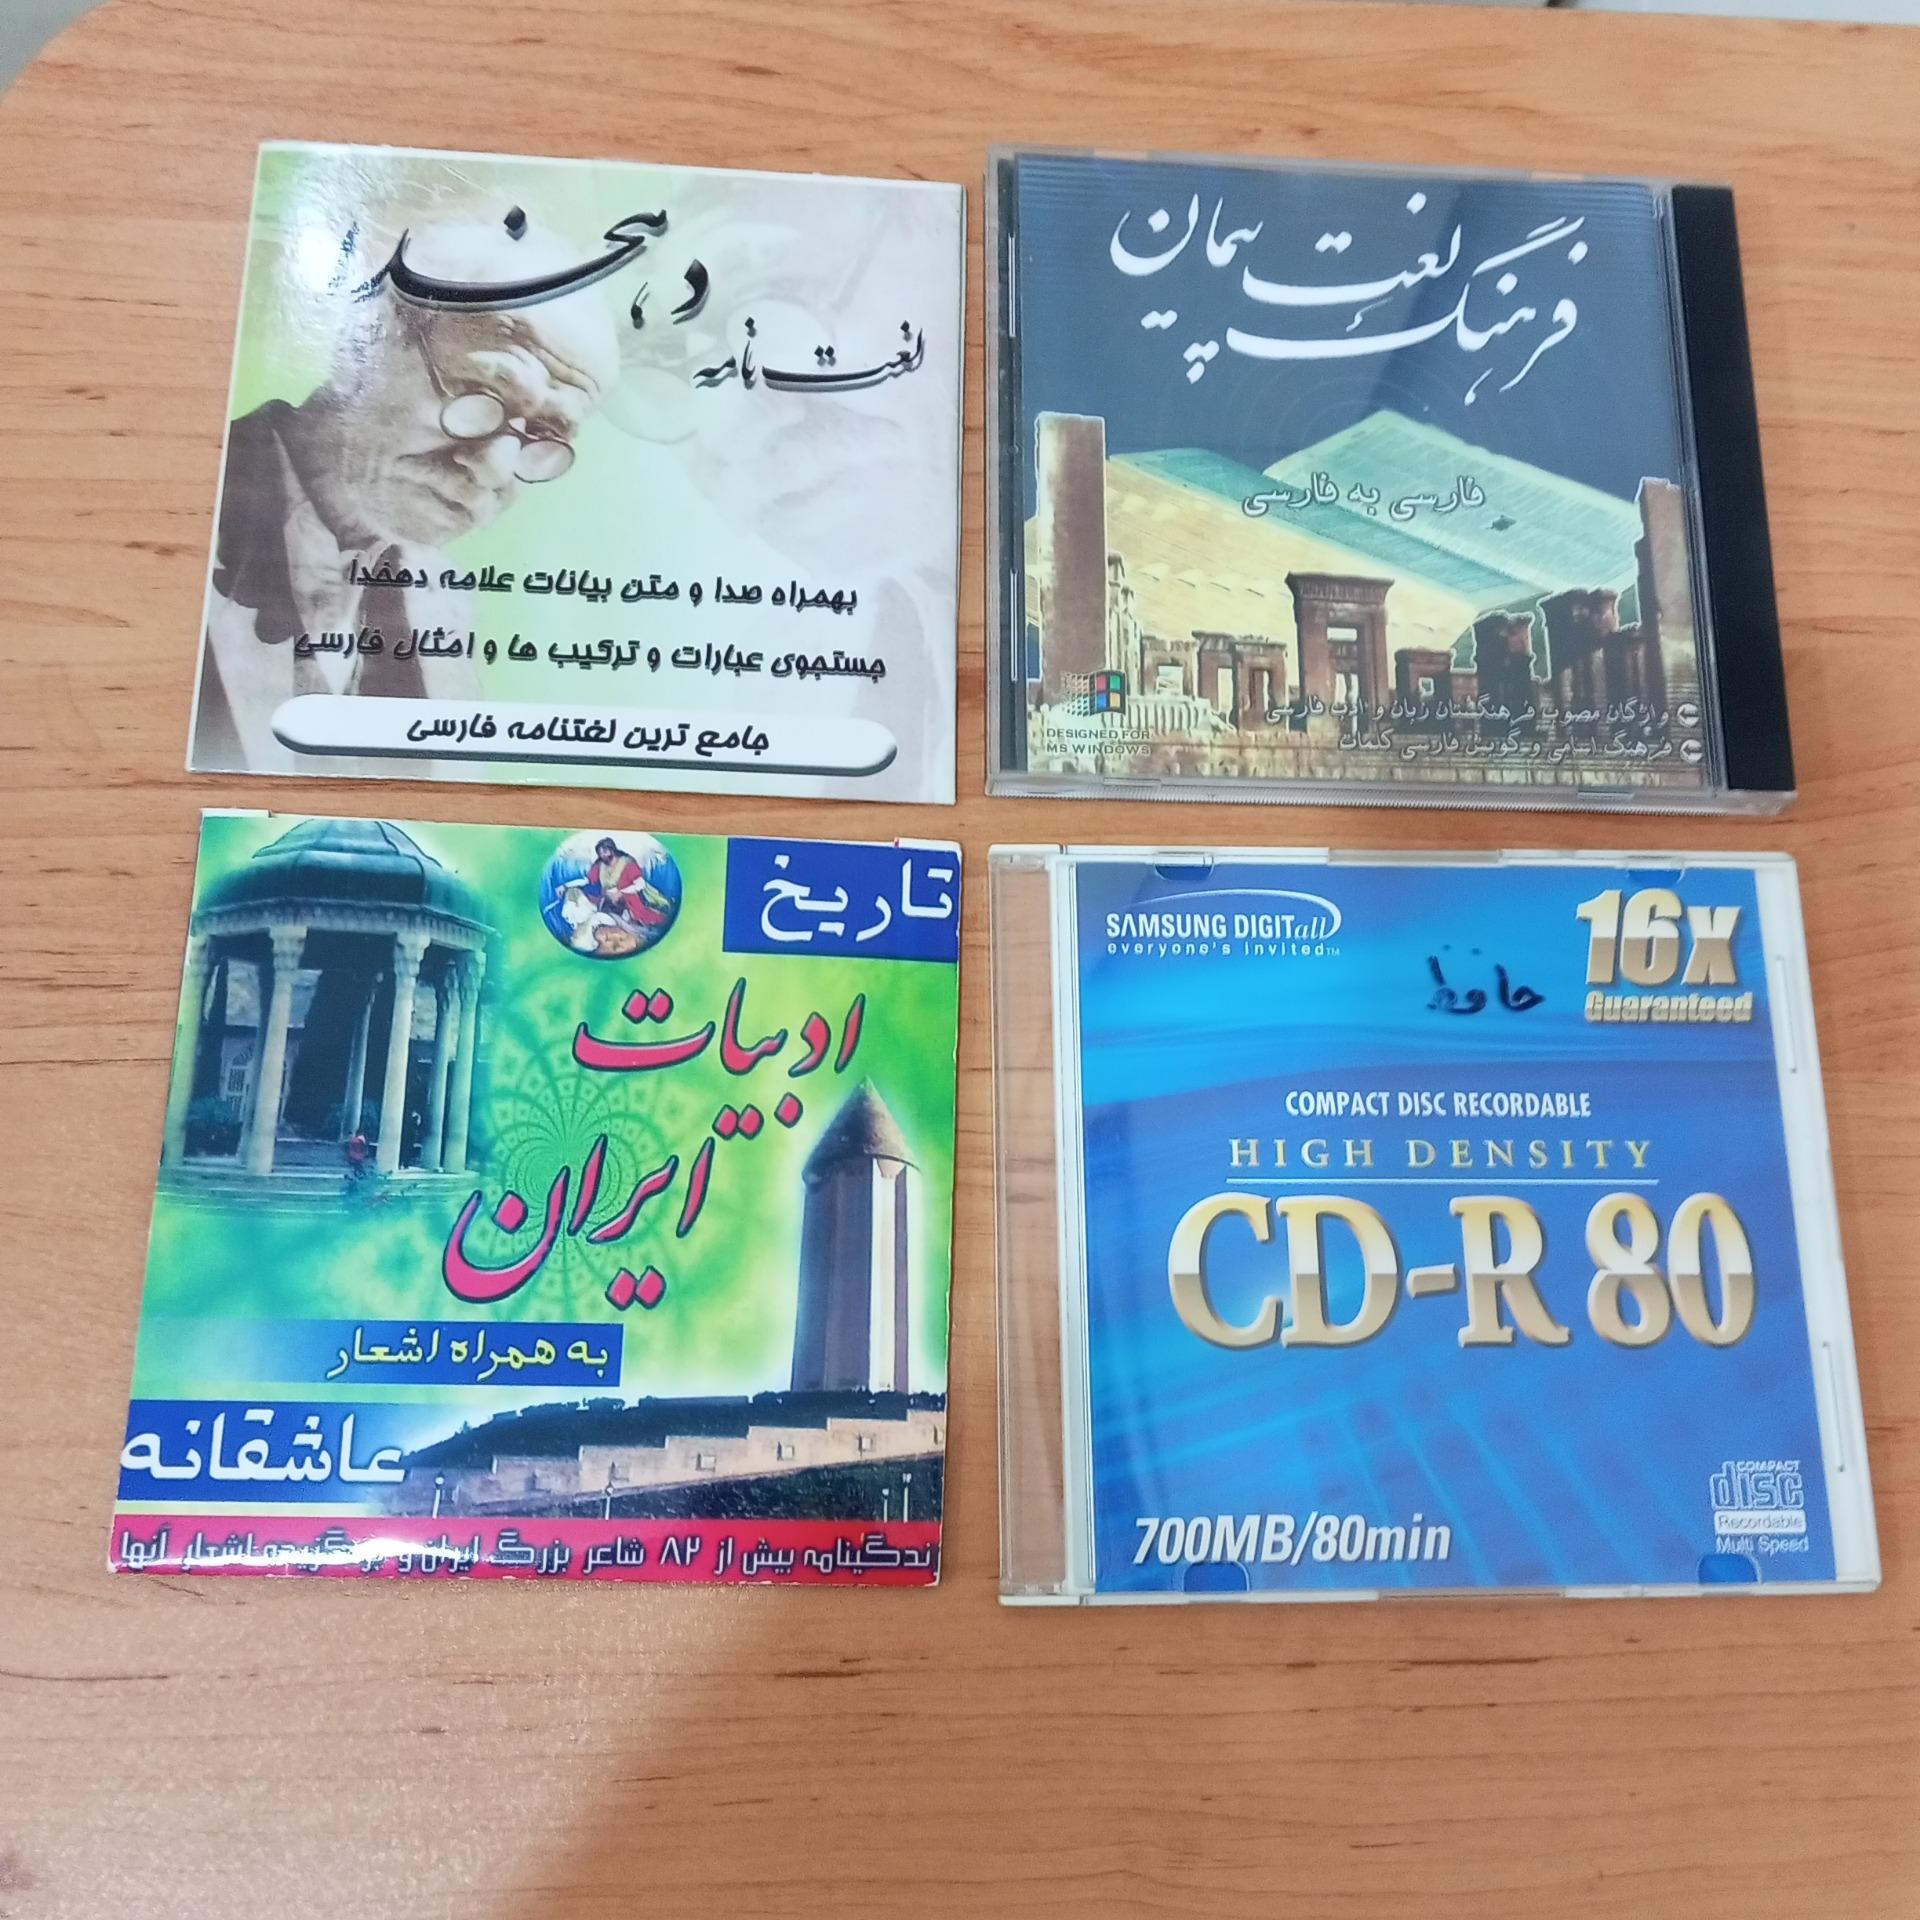 لغت نامه دهخدا
بهمراه صدا و متن بیانات علامه دهخدا
جستجوی عبارات و ترکیب ها و امثال فارسی
جامع ترین لغتنامه فارسی
فرهنگ لغت پیمان
فارسی به فارسی
واژگان مصوب فرهنگستان زبان و ادب فارسی
فرهنگ اسامی و گویش فارسی کلمات
DESIGNED FOR
MS WINDOWS
تاریخ
ادبیات
ایران
به همراه اشعار
عاشقانه
زندگینامه بیش از ۸۲ شاعر بزرگ ایران و برگزیده اشعار آنها
SAMSUNG DIGITall
everyone's invited™
16x
Guaranteed
حافظ
COMPACT DISC RECORDABLE
HIGH DENSITY
CD-R 80
700MB/80min
COMPACT
disc
Recordable
Multi Speed